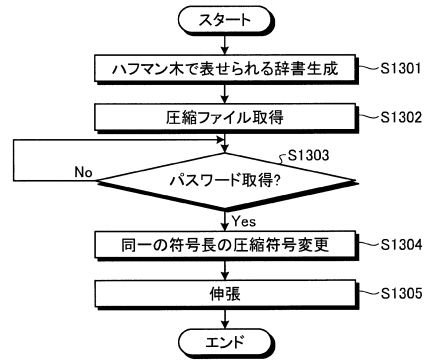 スタート
ハフマン木で表せられる辞書生成
S1301
圧縮ファイル取得
S1302
S1303
パスワード取得?
No
Yes
同一の符号長の圧縮符号変更
S1304
伸張
S1305
エンド